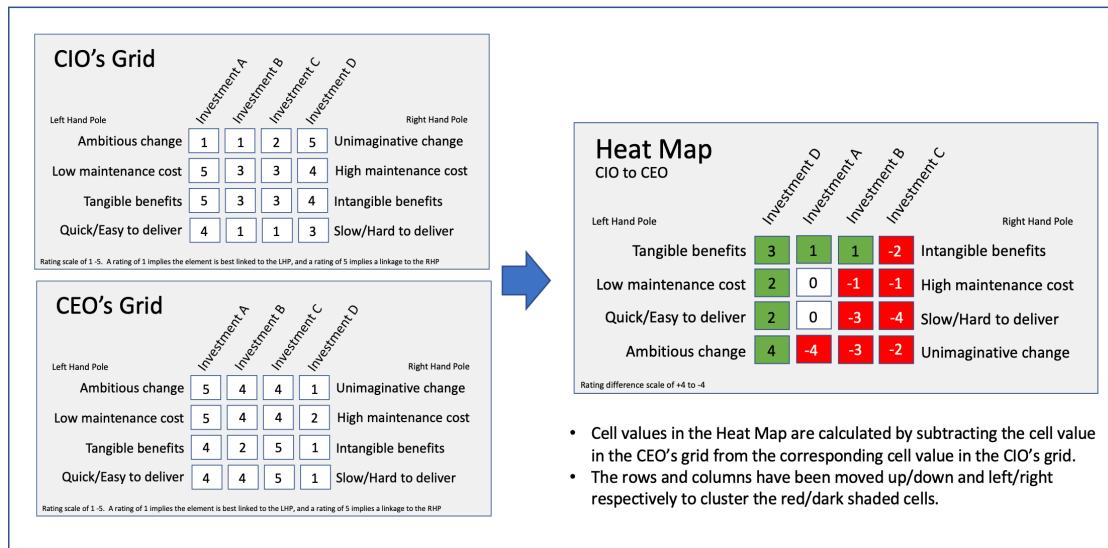 CIO's Grid
Investment A
Investment B
Investment C
Investment D
Left Hand Pole Right Hand Pole
Ambitious change 1 1 2 5 Unimaginative change
Low maintenance cost 5 3 3 4 High maintenance cost
Tangible benefits 5 3 3 4 Intangible benefits
Quick/Easy to deliver 4 1 1 3 Slow/Hard to deliver
Rating scale of 1 -5. A rating of 1 implies the element is best linked to the LHP, and a rating of 5 implies a linkage to the RHP
CEO's Grid
Investment A
Investment B
Investment C
Investment D
Left Hand Pole Right Hand Pole
Ambitious change 5 4 4 1 Unimaginative change
Low maintenance cost 5 4 4 2 High maintenance cost
Tangible benefits 4 2 5 1 Intangible benefits
Quick/Easy to deliver 4 4 5 1 Slow/Hard to deliver
Rating scale of 1 -5. A rating of 1 implies the element is best linked to the LHP, and a rating of 5 implies a linkage to the RHP
Heat Map
CIO to CEO
Investment D
Investment A
Investment B
Investment C
Left Hand Pole Right Hand Pole
Tangible benefits 3 1 1 -2 Intangible benefits
Low maintenance cost 2 0 -1 -1 High maintenance cost
Quick/Easy to deliver 2 0 -3 -4 Slow/Hard to deliver
Ambitious change 4 -4 -3 -2 Unimaginative change
Rating difference scale of +4 to -4
• Cell values in the Heat Map are calculated by subtracting the cell value
in the CEO's grid from the corresponding cell value in the CIO's grid.
• The rows and columns have been moved up/down and left/right
respectively to cluster the red/dark shaded cells.